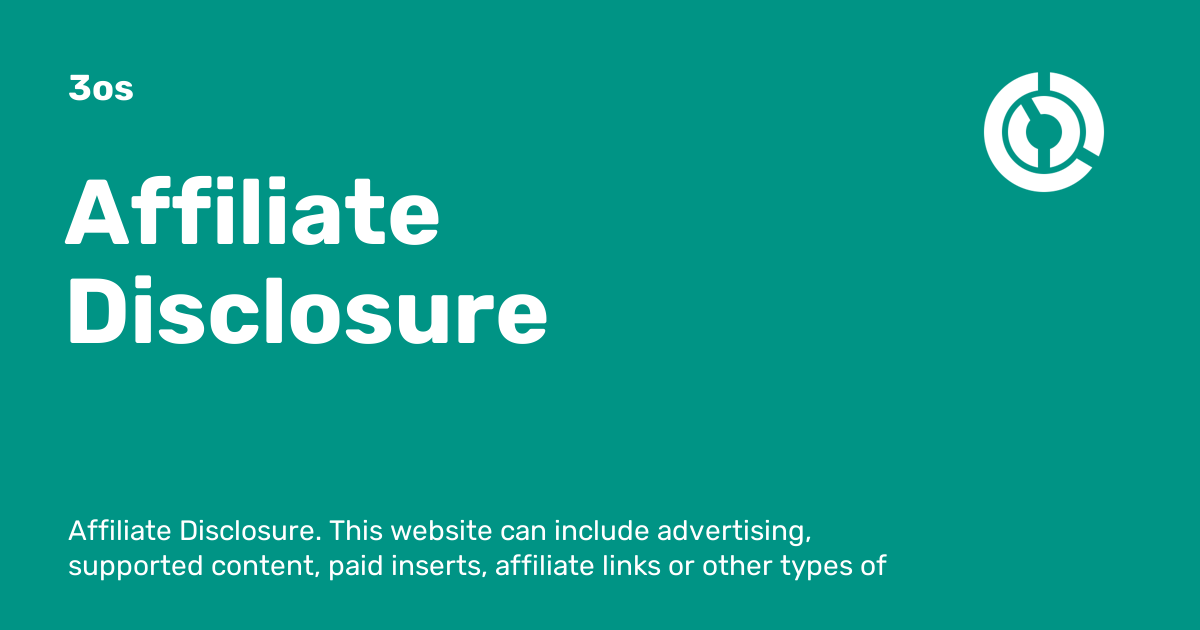 3os
Affiliate
Disclosure
Affiliate Disclosure. This website can include advertising,
supported content, paid inserts, affiliate links or other types of